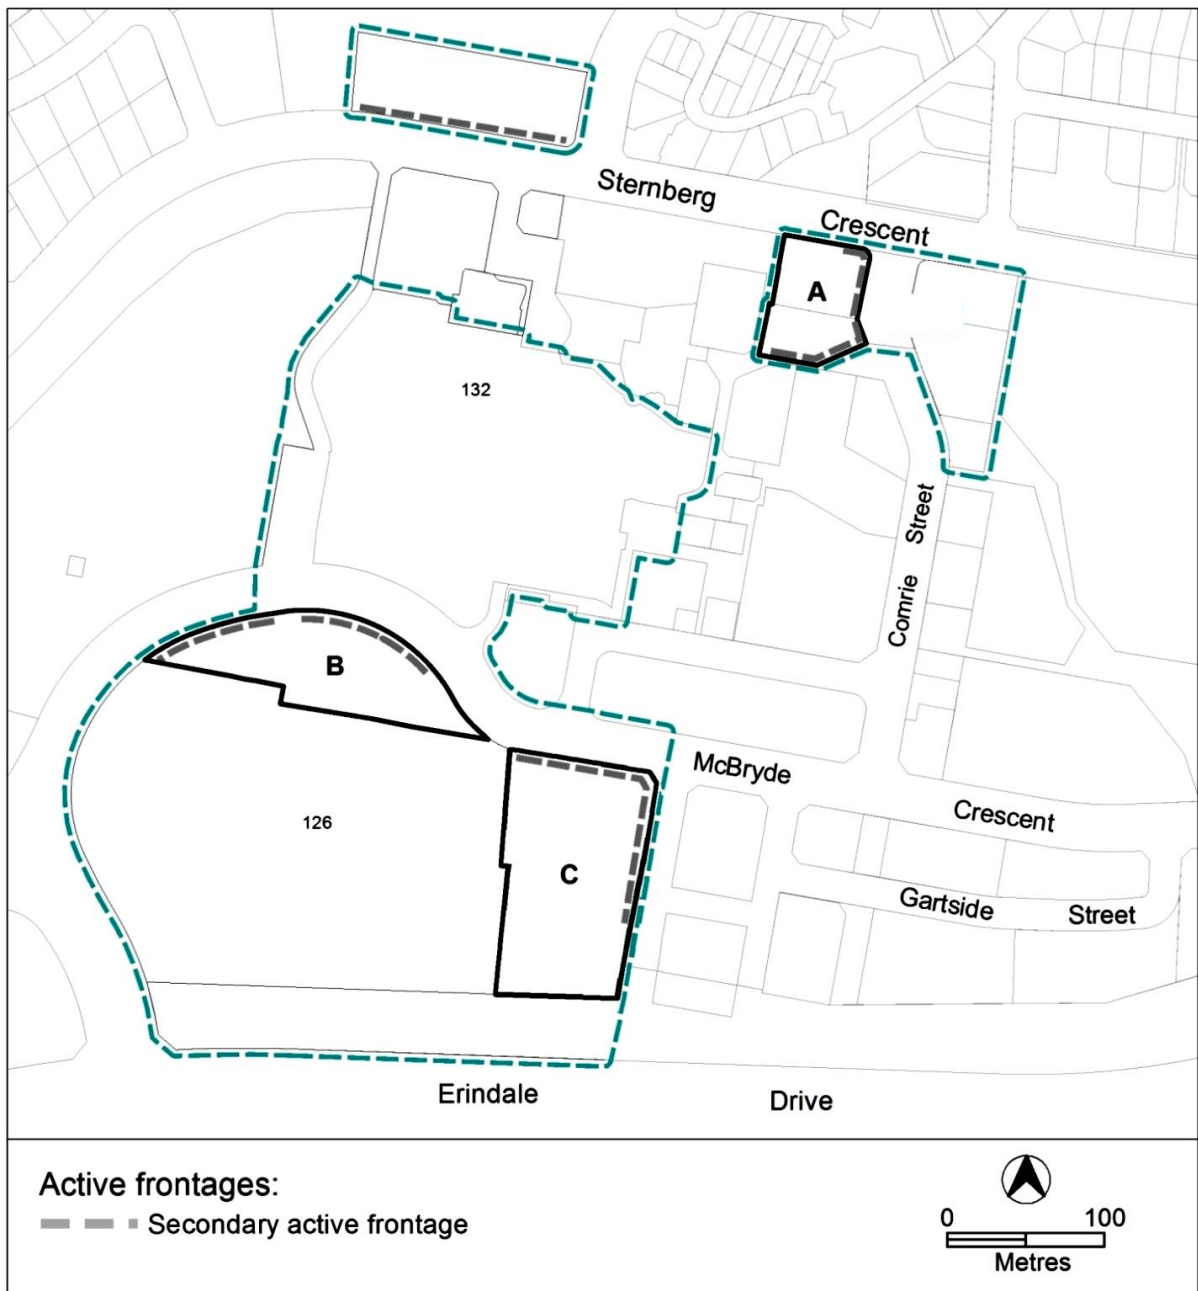 Sternberg
Crescent
A
132
Comrie Street
B
McBryde
126
Crescent
C
Gartside Street
Erindale Drive
Active frontages:
Secondary active frontage
0 100
Metres